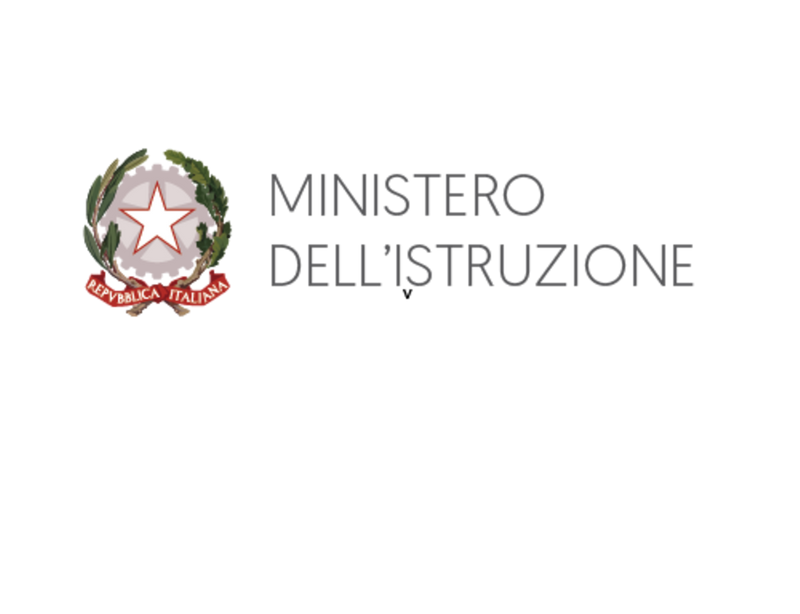 MINISTERO
DELL'ISTRUZIONE
v
REPVBBLICA ITALIANA